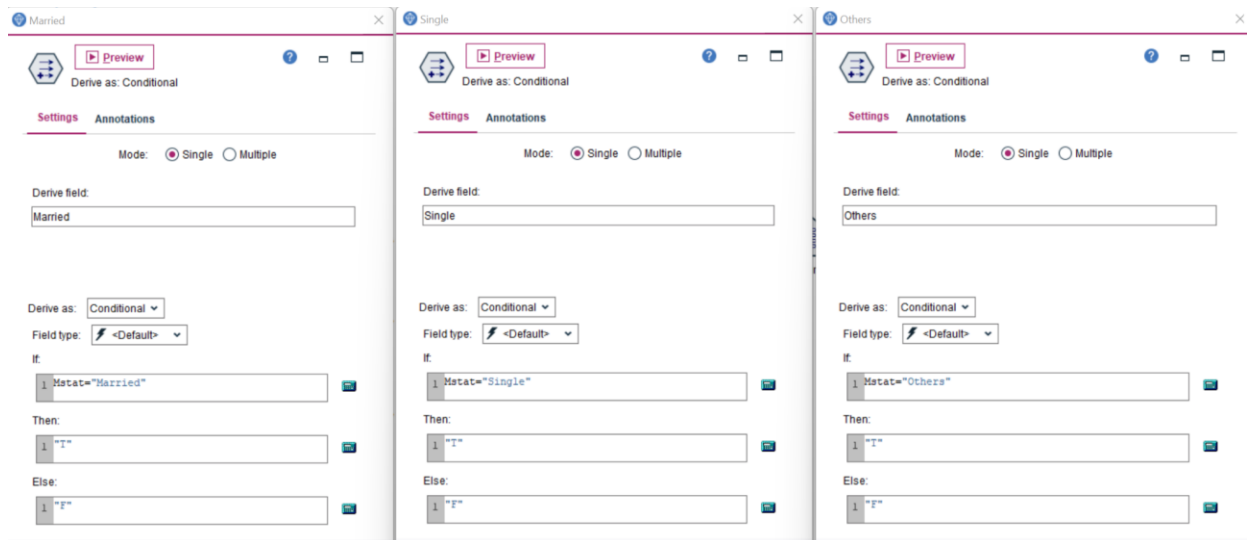 Married
Preview
Derive as: Conditional
Settings Annotations
Mode: Single Multiple
Derive field:
Married
Derive as: Conditional
Field type: <Default>
If:
1 Mstat="Married"
Then:
1 "T"
Else:
1 "F"
Single
Preview
Derive as: Conditional
Settings Annotations
Mode: Single Multiple
Derive field:
Single
Derive as: Conditional
Field type: <Default>
If:
1 Mstat="Single"
Then:
1 "T"
Else:
1 "F"
Others
Preview
Derive as: Conditional
Settings Annotations
Mode: Single Multiple
Derive field:
Others
Derive as: Conditional
Field type: <Default>
If:
1 Mstat="Others"
Then:
1 "T"
Else:
1 "F"